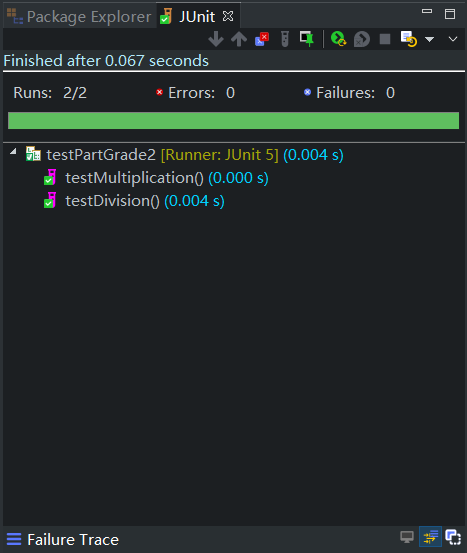 Package Explorer JUnit
Finished after 0.067 seconds
Runs: 2/2 Errors: 0 Failures: 0
testPartGrade2 [Runner: JUnit 5] (0.004 s)
testMultiplication() (0.000 s)
testDivision() (0.004 s)
Failure Trace